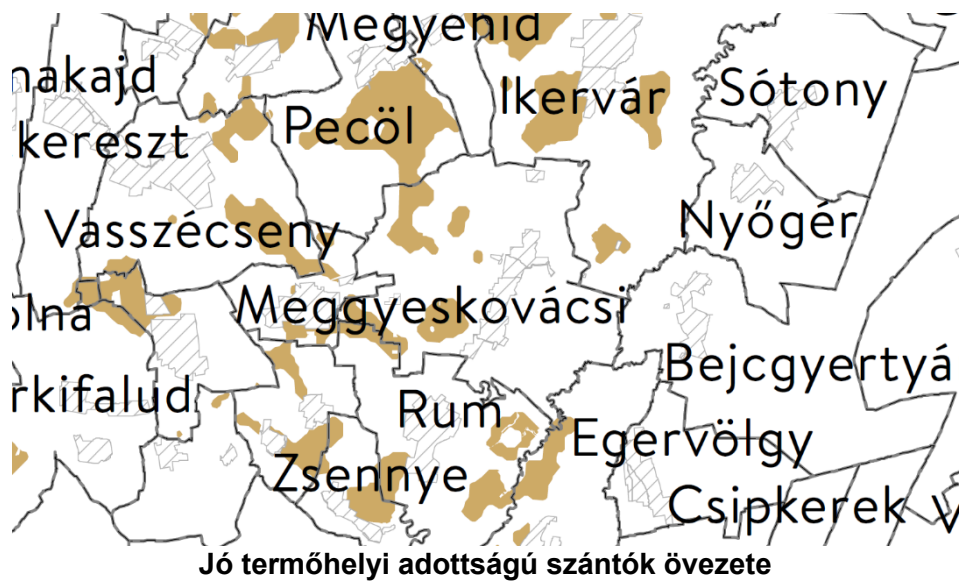 Megyehid
nakajd
Ikervár
Sótony
Pecöl
kereszt
Nyőgér
Vasszécseny
Meggyeskovácsi
olna
Bejcgyertyá
rkifalud
Rum
Egervölgy
Zsennye
Csipkerek
V
Jó termőhelyi adottságú szántók övezete